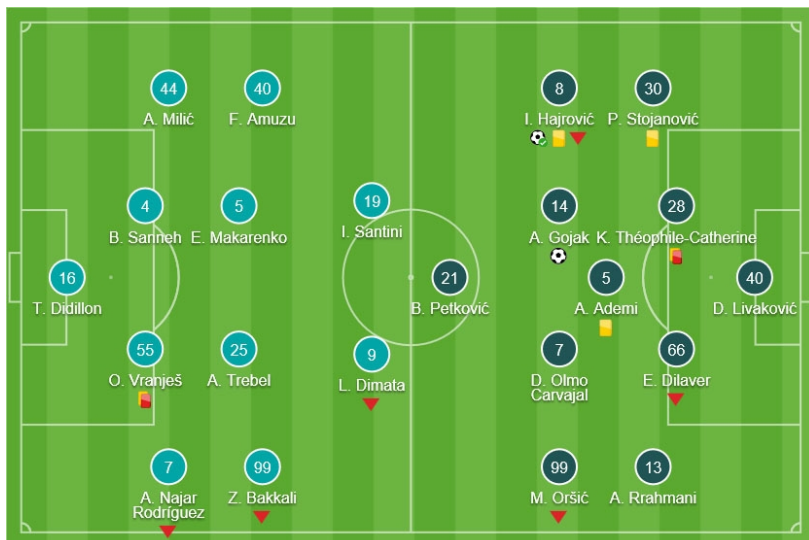 44
40
8
30
A. Milić
F. Amuzu
I. Hajrović
P. Stojanović
4
5
19
14
28
B. Sanneh
E. Makarenko
I. Santini
A. Gojak
K. Théophile-Catherine
16
21
5
40
T. Didillon
B. Petković
A. Ademi
D. Livaković
55
25
9
7
66
O. Vranješ
A. Trebel
L. Dimata
D. Olmo
Carvajal
E. Dilaver
7
99
99
13
A. Najar
Rodríguez
Z. Bakkali
M. Oršić
A. Rrahmani